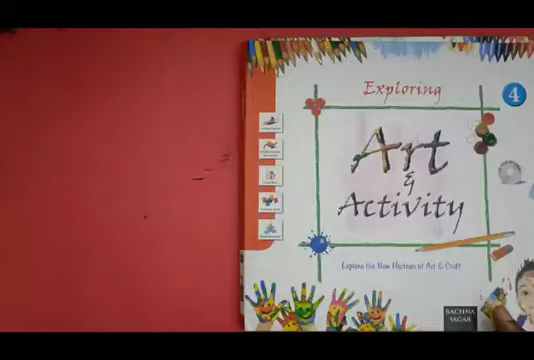 Exploring
4
Art
&
Activity
Explore the New Horizon of Art & Craft
RACHNA
SAGAR